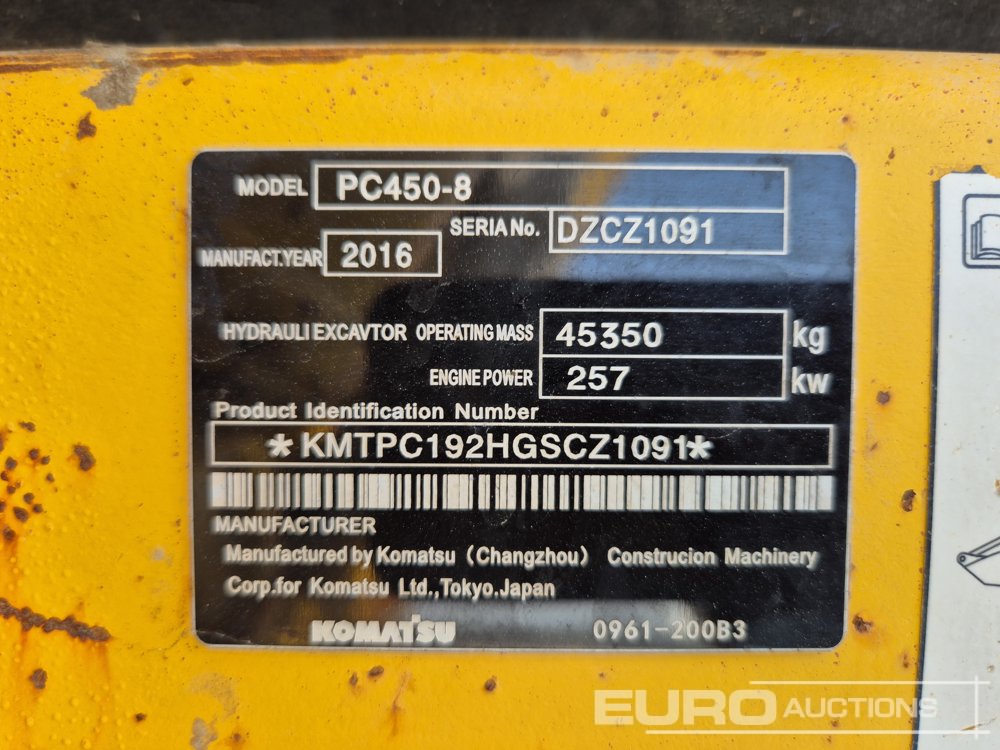 MODEL PC450-8
SERIA No. DZCZ1091
MANUFACT.YEAR 2016
HYDRAULI EXCAVTOR OPERATING MASS 45350 kg
ENGINE POWER 257 kw
Product Identification Number
*KMTPC192HGSCZ1091*
MANUFACTURER
Manufactured by Komatsu (Changzhou) Construcion Machinery
Corp.for Komatsu Ltd.,Tokyo.Japan
KOMATSU 0961-200B3
EURO AUCTIONS